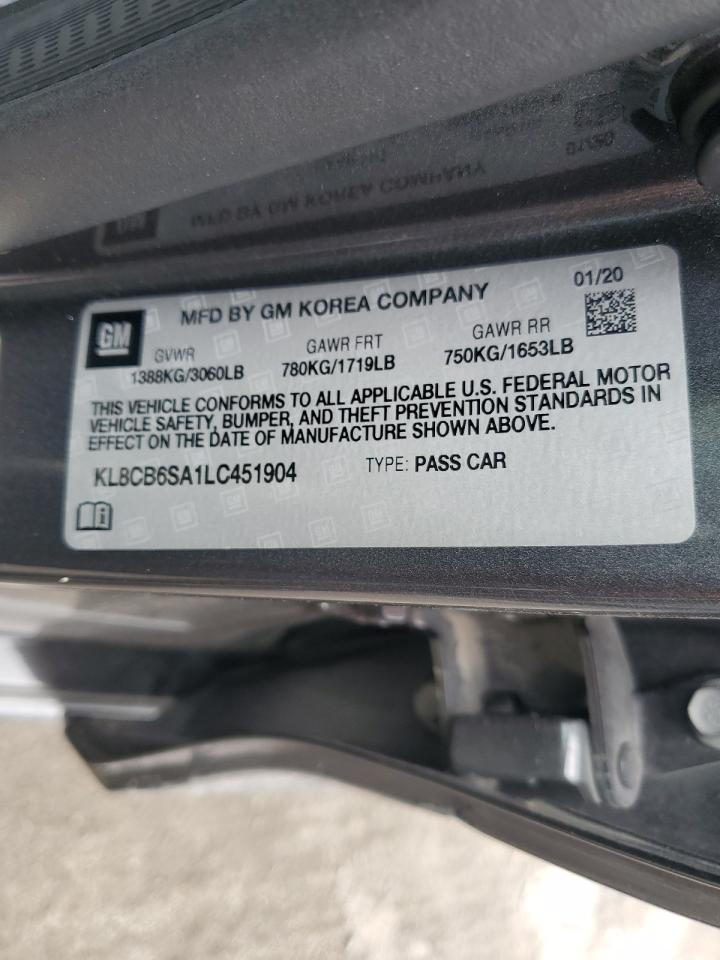 GM
MFD BY GM KOREA COMPANY
01/20
GVWR
1388KG/3060LB
GAWR FRT
780KG/1719LB
GAWR RR
750KG/1653LB
THIS VEHICLE CONFORMS TO ALL APPLICABLE U.S. FEDERAL MOTOR
VEHICLE SAFETY, BUMPER, AND THEFT PREVENTION STANDARDS IN
EFFECT ON THE DATE OF MANUFACTURE SHOWN ABOVE.
KL8CB6SA1LC451904
TYPE: PASS CAR